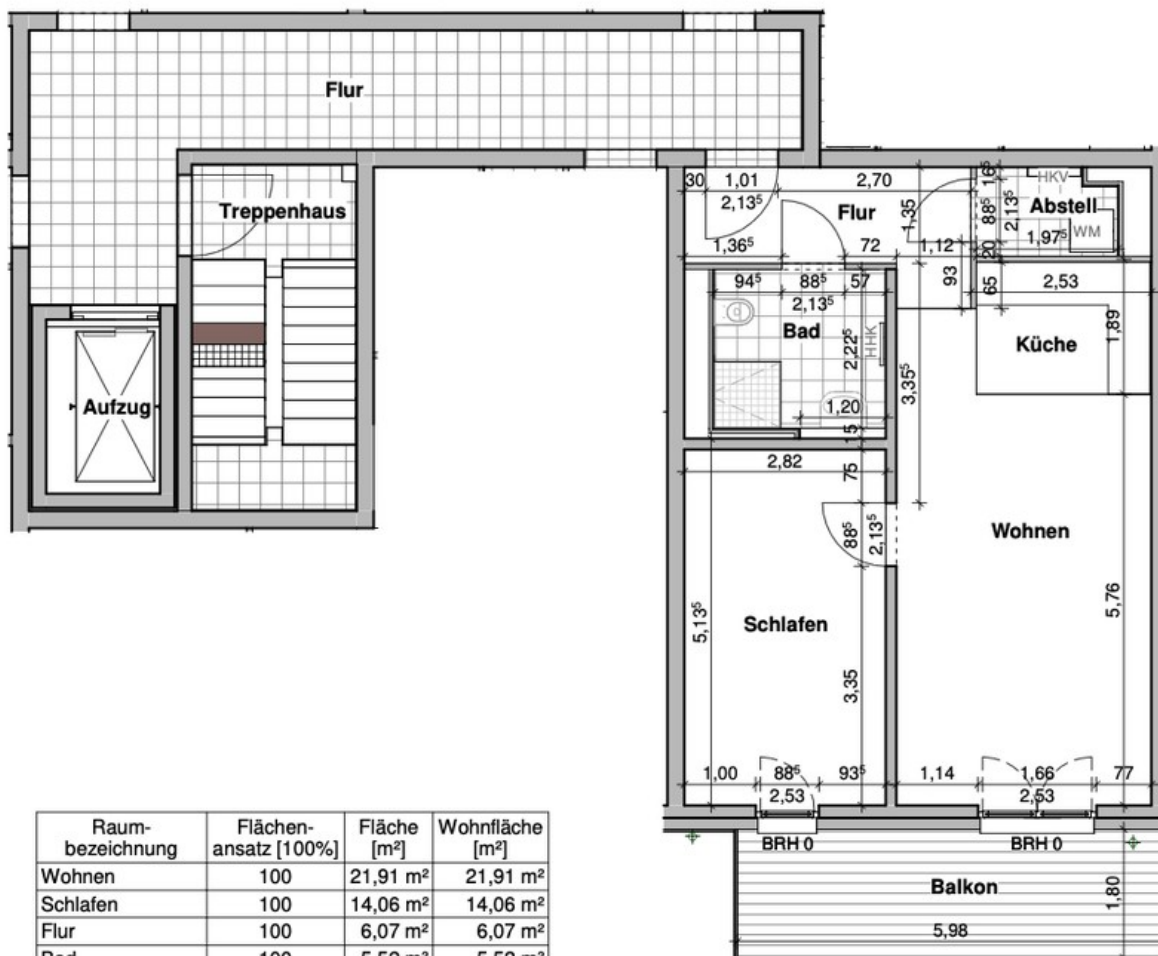 Flur
Treppenhaus
Aufzug
30
1,01
2,70
2,13⁵
Flur
1,35
1,36⁵
72
1,12
16⁵
HKV
88⁵
2,13⁵
Abstell
WM
1,97⁵
20
93
65
2,53
94⁵
88⁵
57
2,13⁵
Bad
2,22⁵
HHK
1,20
15
3,35⁵
Küche
1,89
2,82
75
88⁵
2,13⁵
Wohnen
5,76
Schlafen
5,13⁵
3,35
1,00
88⁵
93⁵
2,53
1,14
1,66
77
2,53
BRH 0
BRH 0
Balkon
1,80
5,98
Raum-
bezeichnung
Flächen-
ansatz [100%]
Fläche
[m²]
Wohnfläche
[m²]
Wohnen 100 21,91 m² 21,91 m²
Schlafen 100 14,06 m² 14,06 m²
Flur 100 6,07 m² 6,07 m²